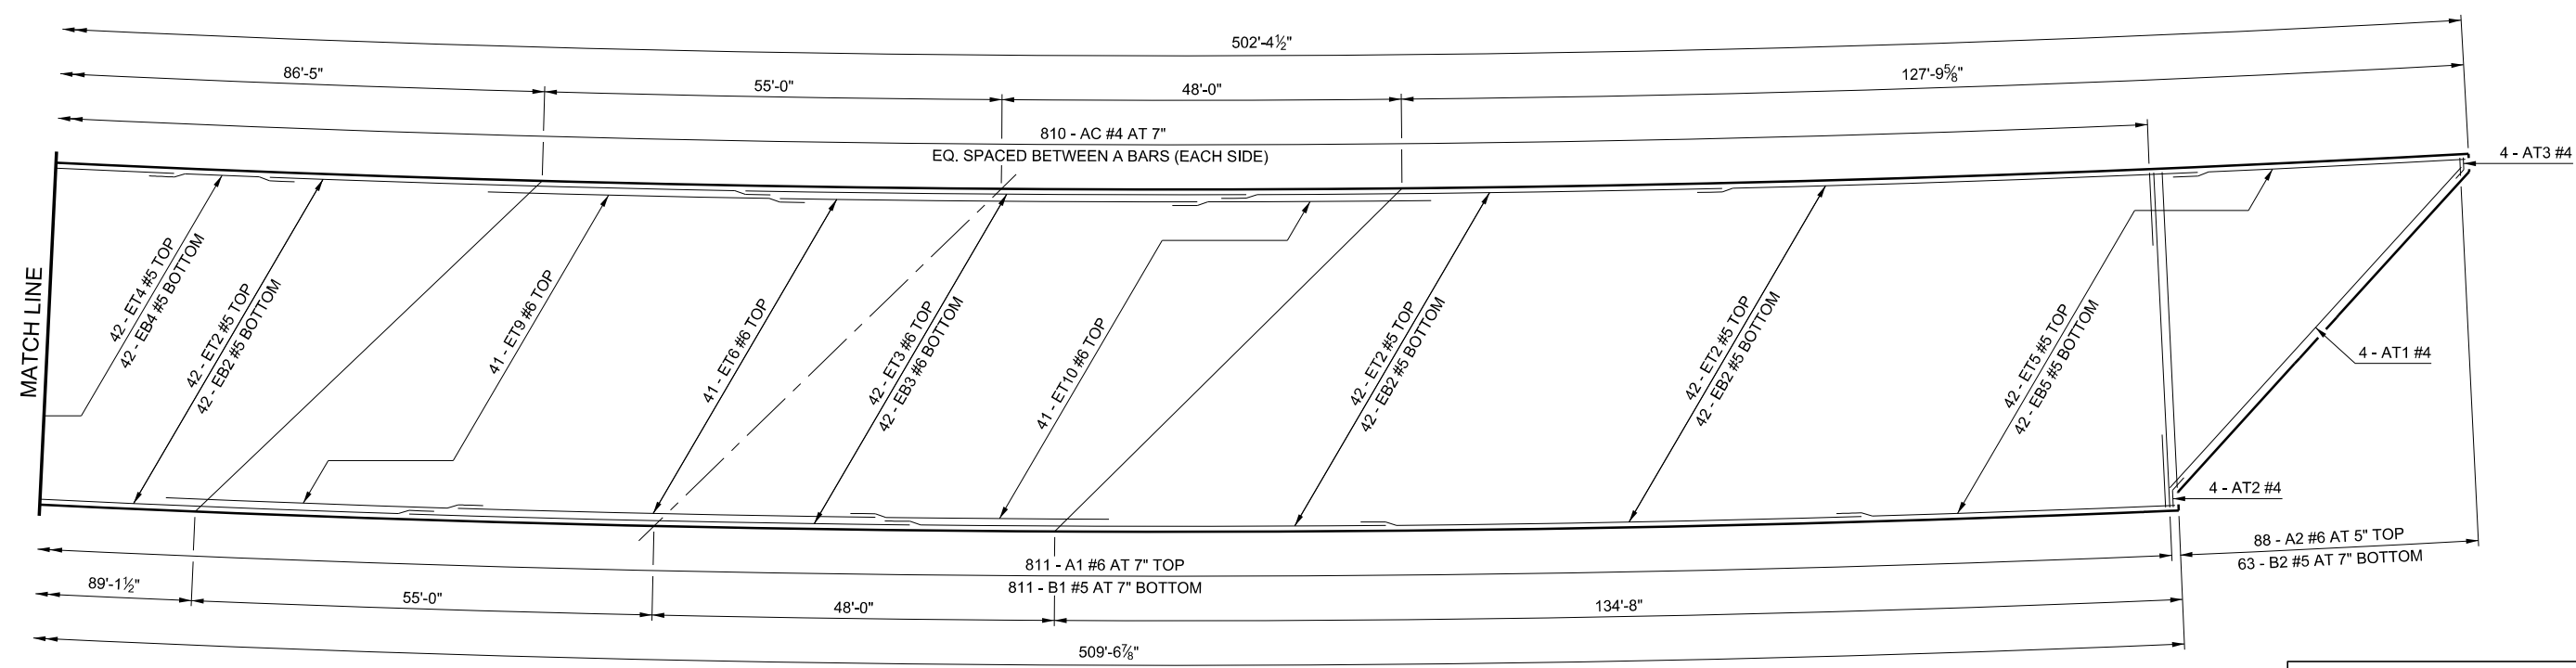 502'-4½"
86'-5"
55'-0"
48'-0"
127'-9⅝"
810 - AC #4 AT 7"
EQ. SPACED BETWEEN A BARS (EACH SIDE)
4 - AT3 #4
MATCH LINE
42 - ET4 #5 TOP
42 - EB4 #5 BOTTOM
42 - ET2 #5 TOP
42 - EB2 #5 BOTTOM
41 - ET9 #6 TOP
41 - ET6 #6 TOP
42 - ET3 #6 TOP
42 - EB3 #6 BOTTOM
41 - ET10 #6 TOP
42 - ET2 #5 TOP
42 - EB2 #5 BOTTOM
42 - ET2 #5 TOP
42 - EB2 #5 BOTTOM
42 - ET5 #5 TOP
42 - EB5 #5 BOTTOM
4 - AT1 #4
4 - AT2 #4
811 - A1 #6 AT 7" TOP
811 - B1 #5 AT 7" BOTTOM
88 - A2 #6 AT 5" TOP
63 - B2 #5 AT 7" BOTTOM
89'-1½"
55'-0"
48'-0"
134'-8"
509'-6⅞"